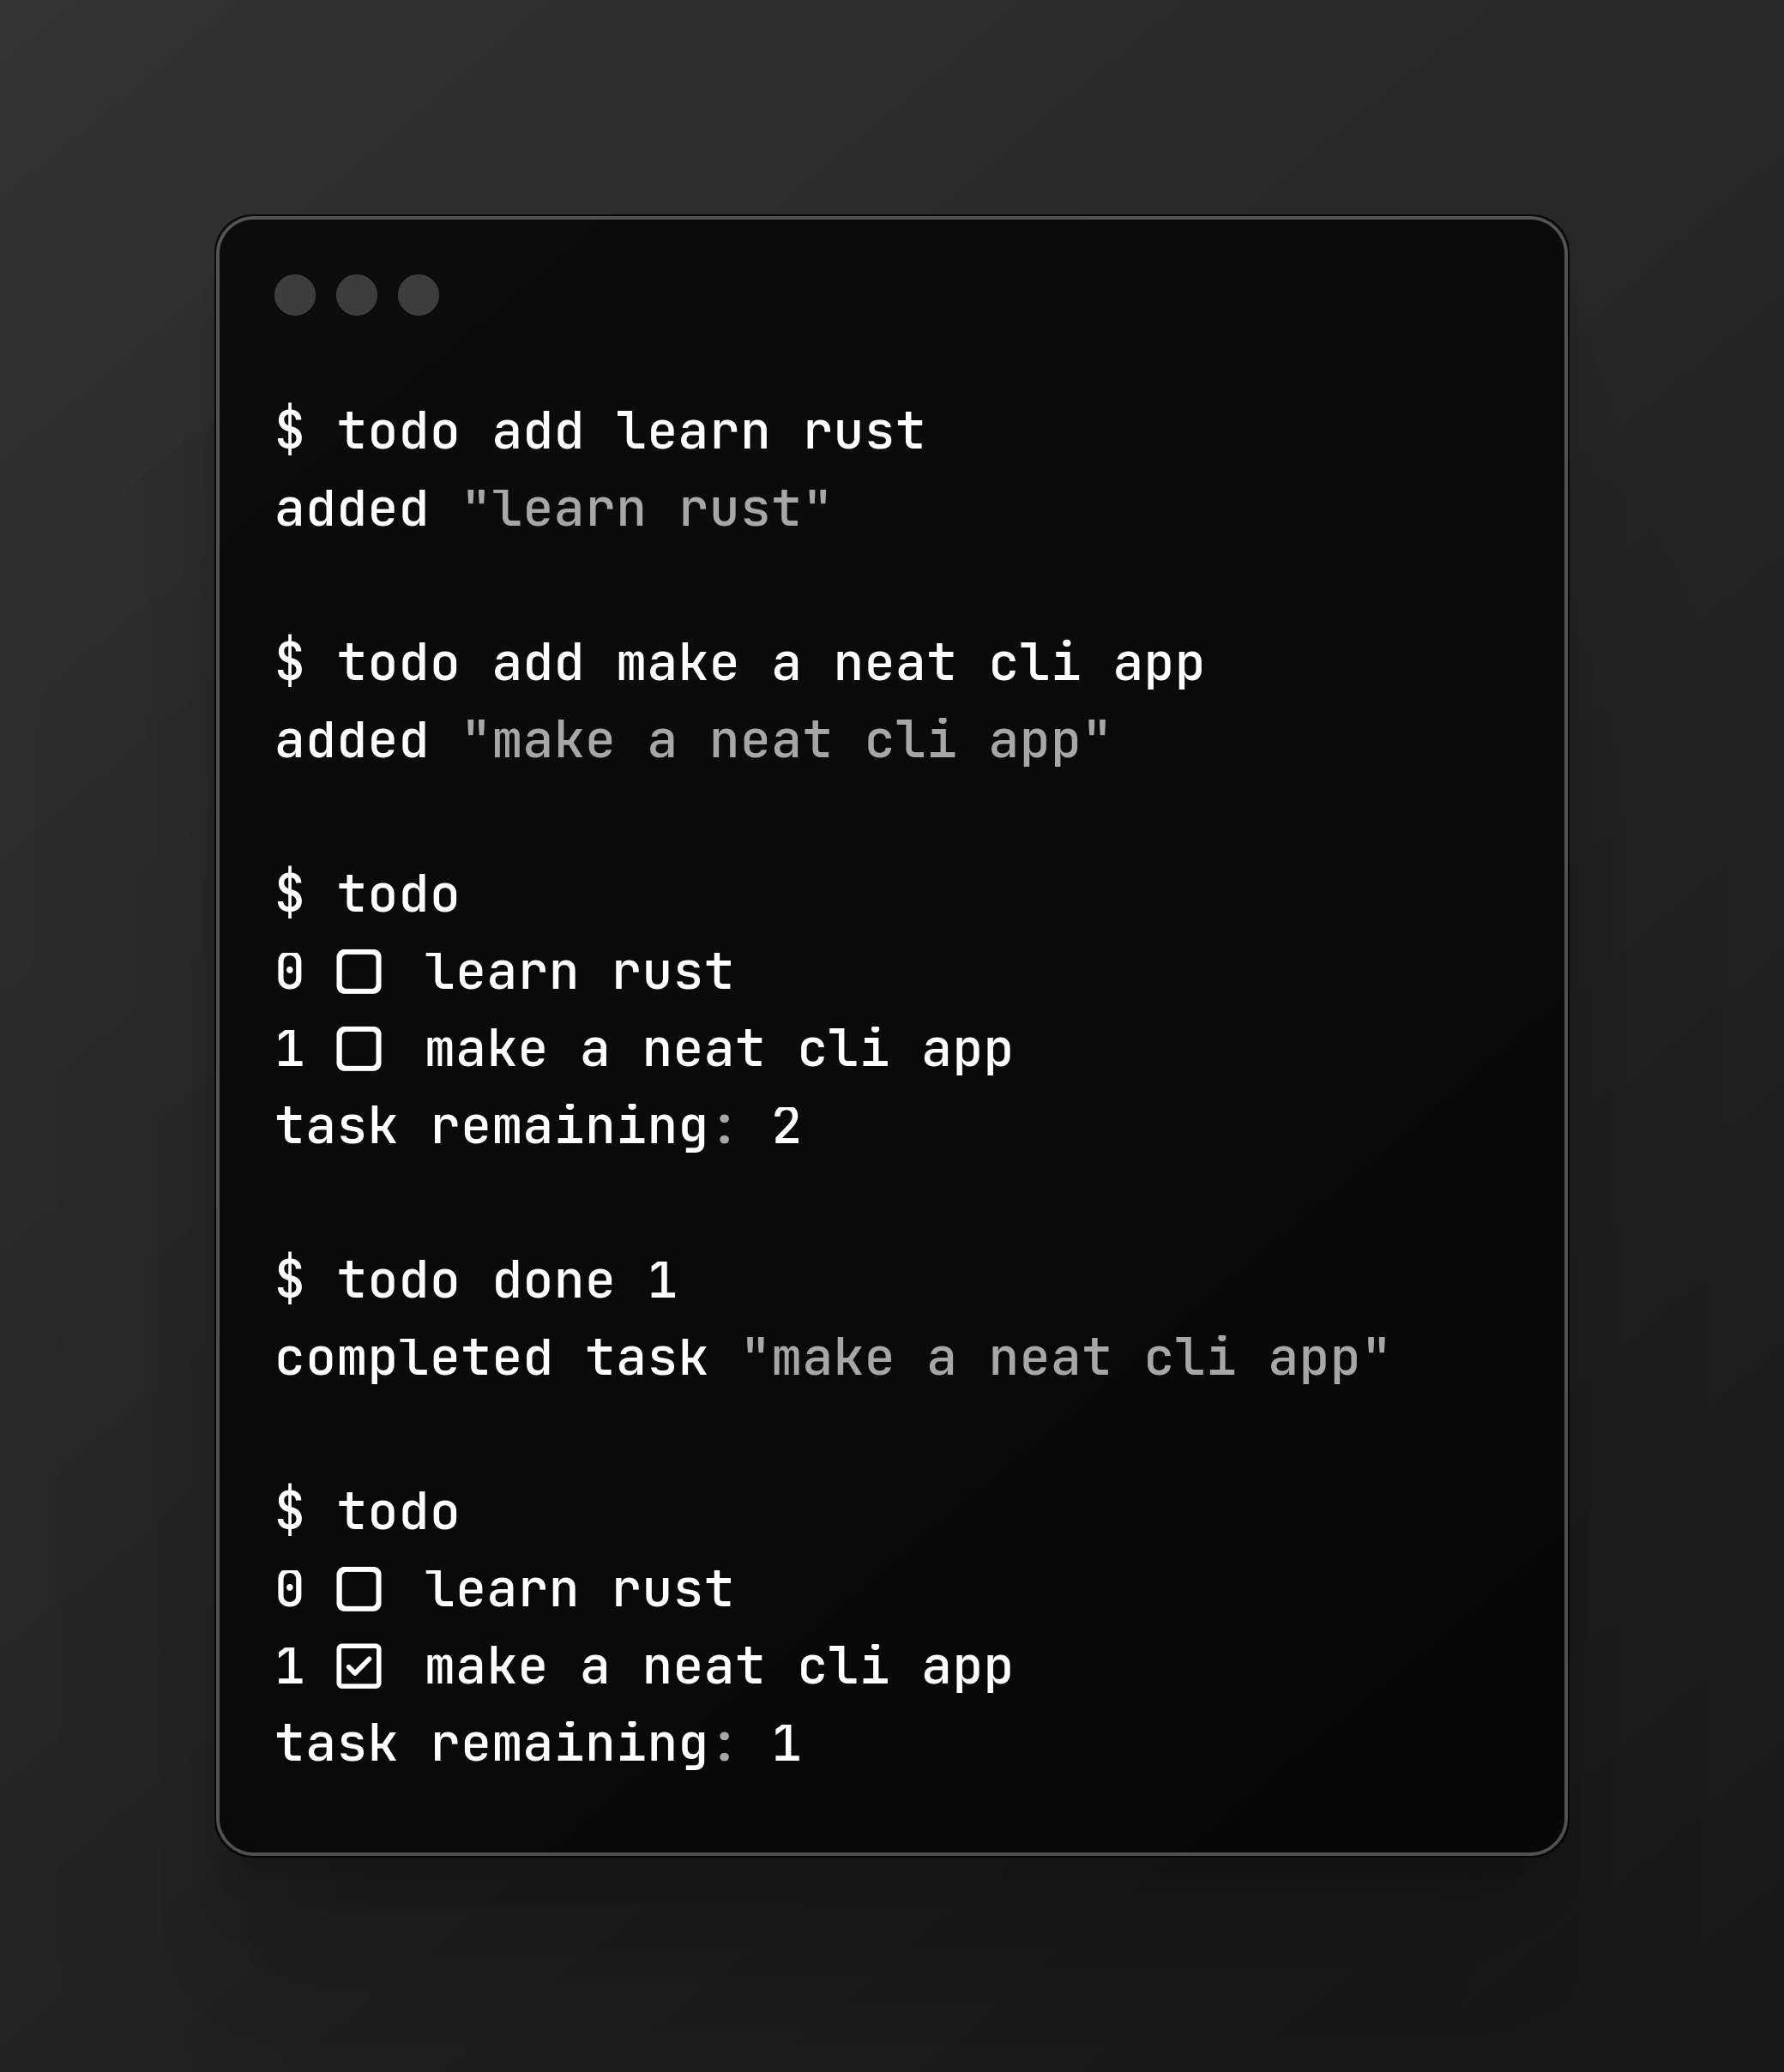 $ todo add learn rust
added "learn rust"
$ todo add make a neat cli app
added "make a neat cli app"
$ todo
0 ☐ learn rust
1 ☐ make a neat cli app
task remaining: 2
$ todo done 1
completed task "make a neat cli app"
$ todo
0 ☐ learn rust
1 ☑ make a neat cli app
task remaining: 1